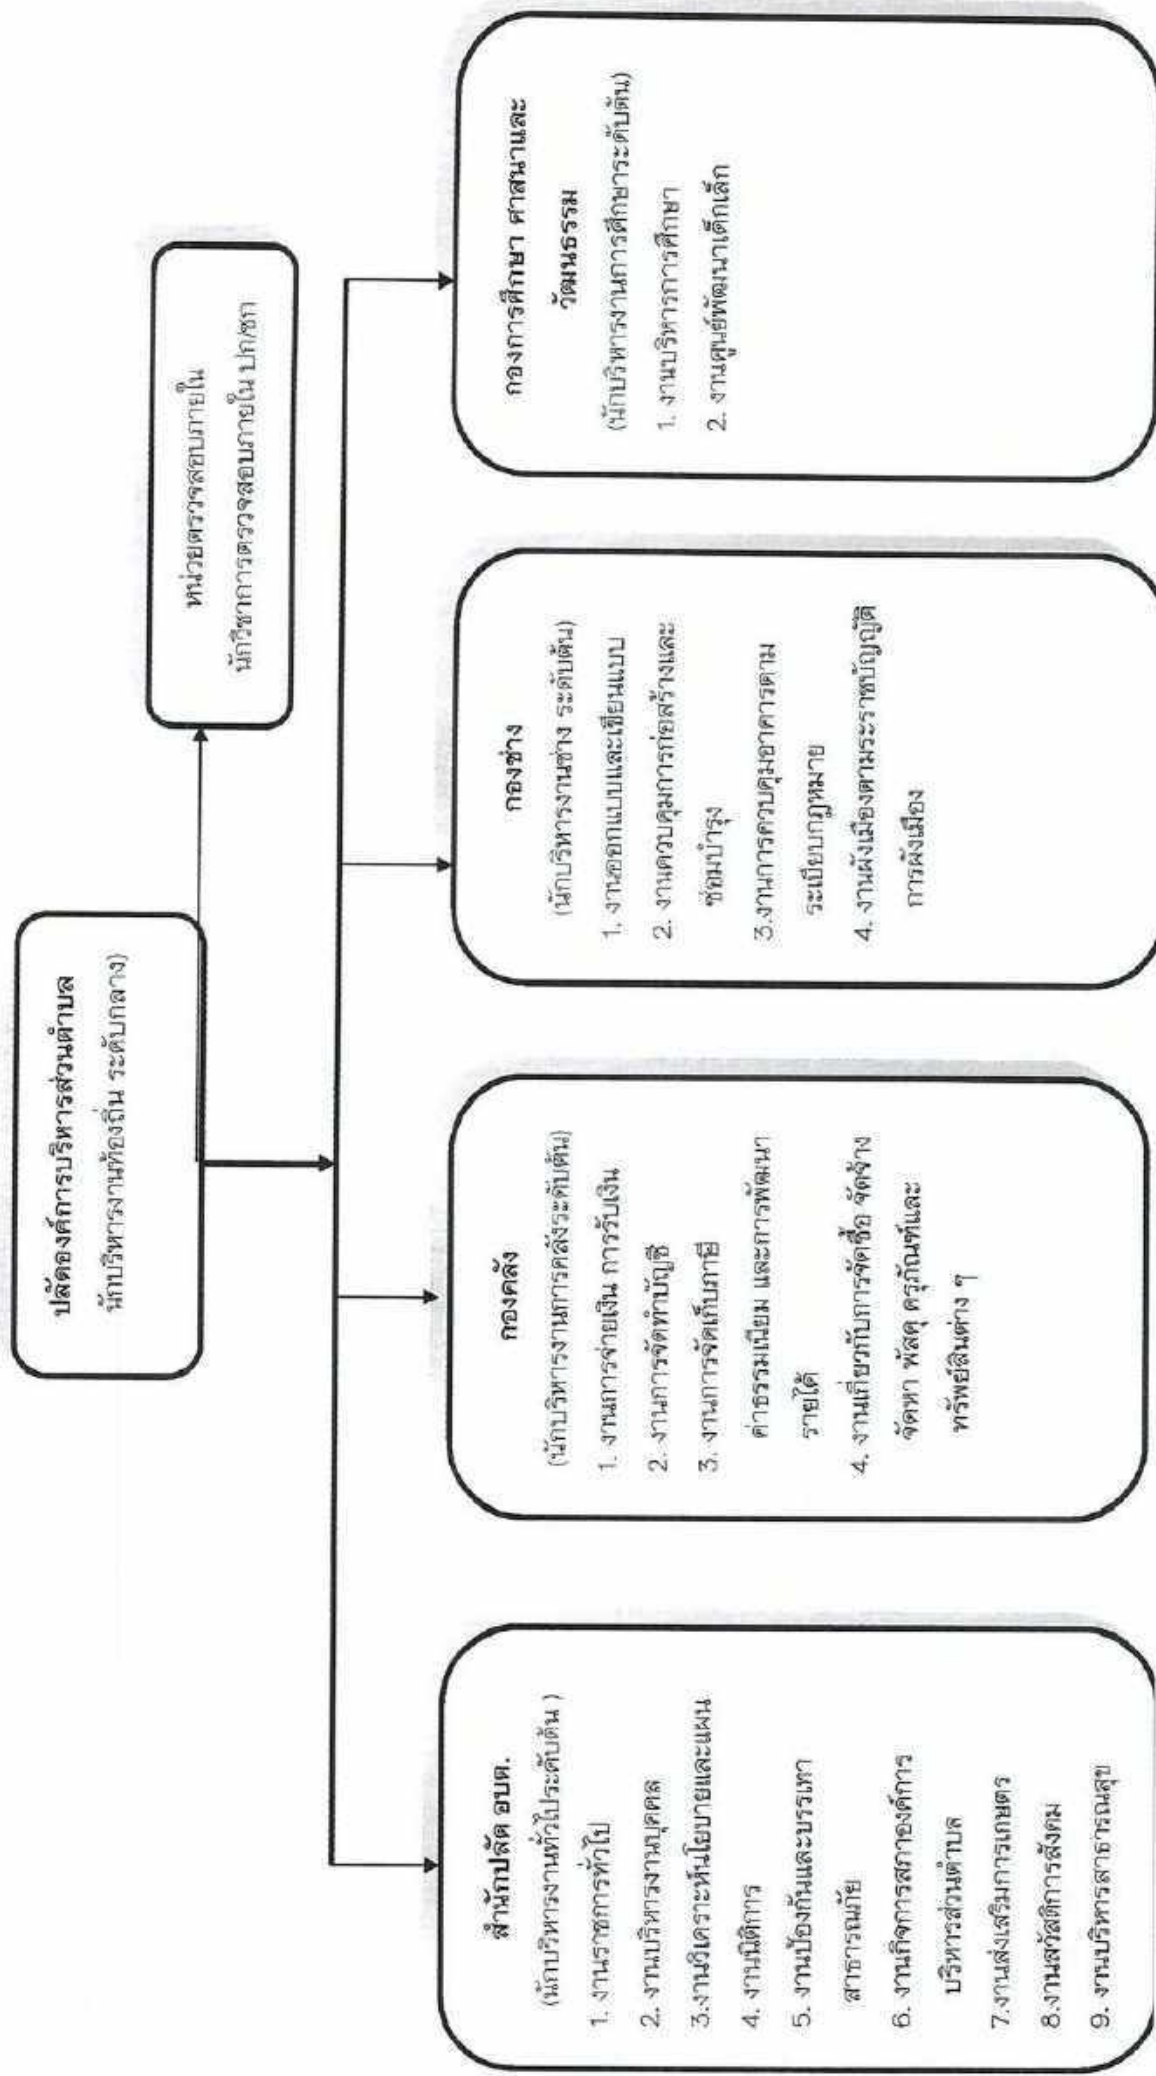 ปลัดองค์การบริหารส่วนตำบล
นักบริหารงานท้องถิ่น ระดับกลาง)
หน่วยตรวจสอบภายใน
นักวิชาการตรวจสอบภายใน ปก/ชก
สำนักปลัด อบต.
(นักบริหารงานทั่วไประดับต้น )
1. งานราชการทั่วไป
2. งานบริหารงานบุคคล
3.งานวิเคราะห์นโยบายและแผน
4. งานนิติการ
5. งานป้องกันและบรรเทา
สาธารณภัย
6. งานกิจการสภาองค์การ
บริหารส่วนตำบล
7.งานส่งเสริมการเกษตร
8.งานสวัสดิการสังคม
9. งานบริหารสาธารณสุข
กองคลัง
(นักบริหารงานการคลังระดับต้น)
1. งานการจ่ายเงิน การรับเงิน
2. งานการจัดทำบัญชี
3. งานการจัดเก็บภาษี
ค่าธรรมเนียม และการพัฒนา
รายได้
4. งานเกี่ยวกับการจัดซื้อ จัดจ้าง
จัดหา พัสดุ ครุภัณฑ์และ
ทรัพย์สินต่าง ๆ
กองช่าง
(นักบริหารงานช่าง ระดับต้น)
1. งานออกแบบและเขียนแบบ
2. งานควบคุมการก่อสร้างและ
ซ่อมบำรุง
3.งานการควบคุมอาคารตาม
ระเบียบกฎหมาย
4. งานผังเมืองตามระราชบัญญัติ
การผังเมือง
กองการศึกษา ศาสนาและ
วัฒนธรรม
(นักบริหารงานการศึกษาระดับต้น)
1. งานบริหารการศึกษา
2. งานศูนย์พัฒนาเด็กเล็ก